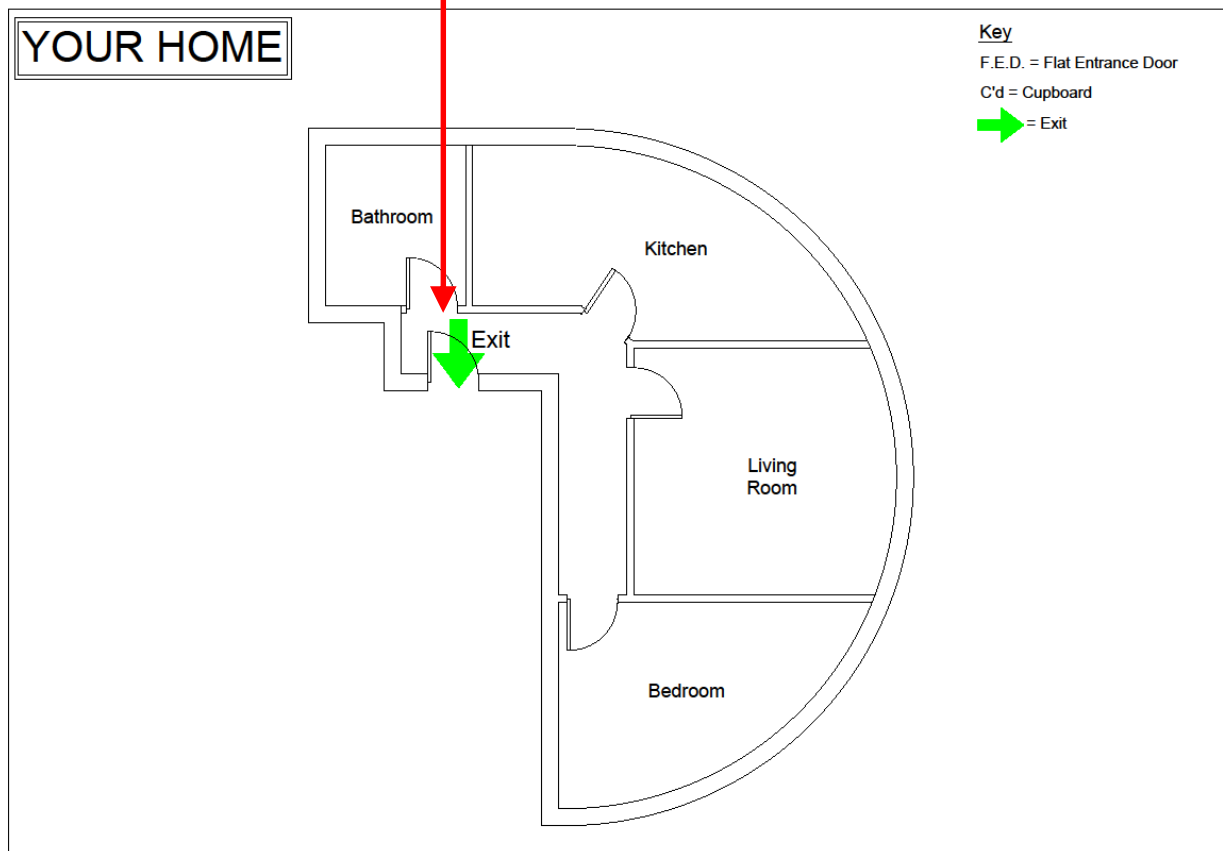 YOUR HOME
Key
F.E.D. = Flat Entrance Door
C'd = Cupboard
= Exit
Bathroom
Kitchen
Exit
Living
Room
Bedroom